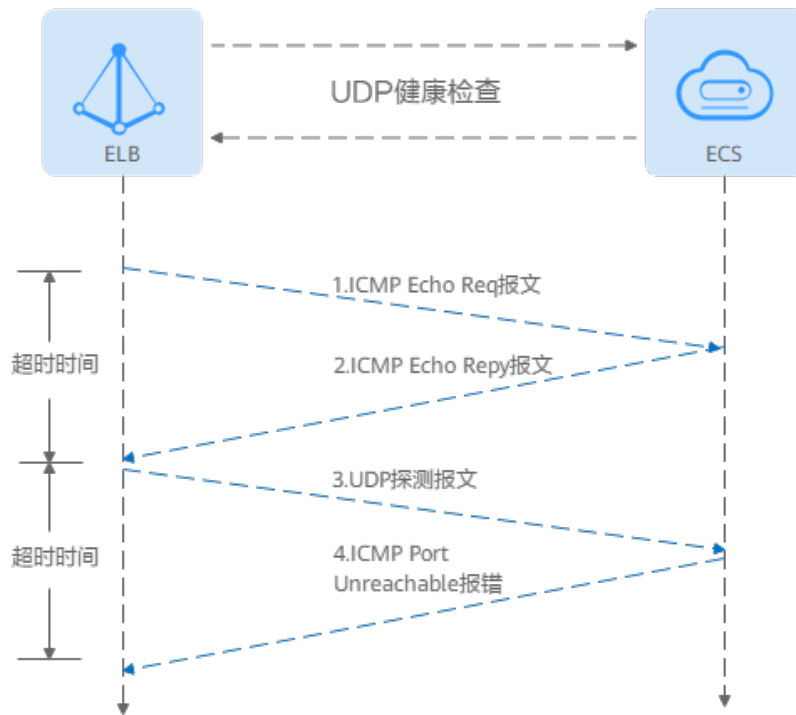 UDP健康检查
ELB
ECS
1.ICMP Echo Req报文
超时时间
2.ICMP Echo Repy报文
3.UDP探测报文
超时时间
4.ICMP Port
Unreachable报错